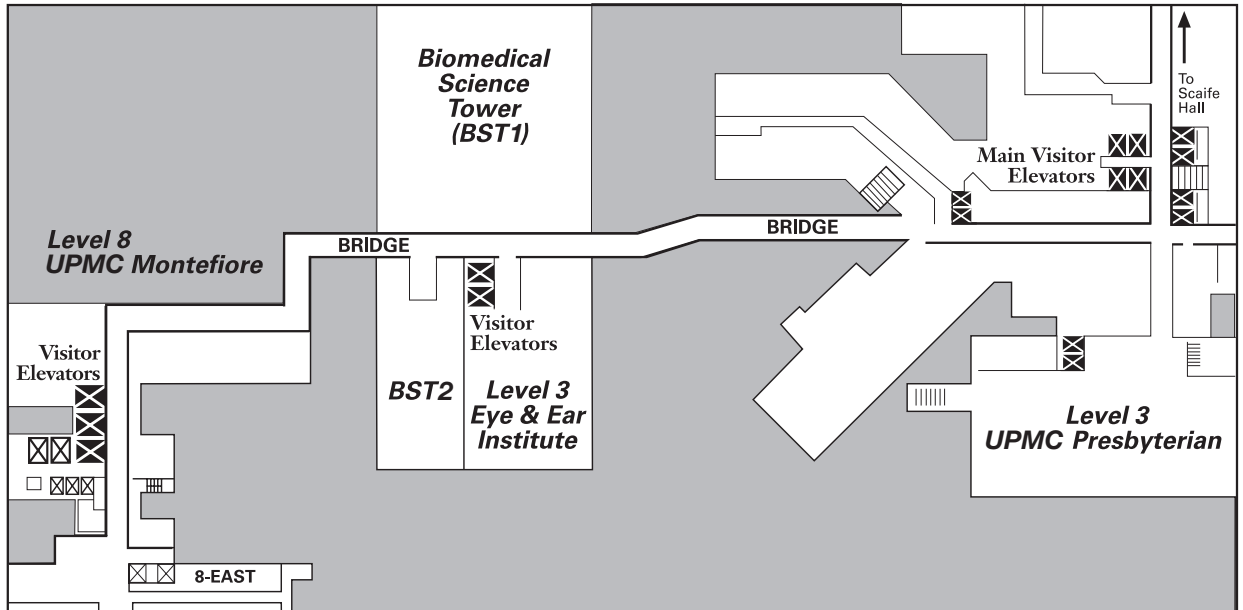 Biomedical
Science
Tower
(BST1)
To
Scaife
Hall
Main Visitor
Elevators
BRIDGE
Level 8
UPMC Montefiore
BRIDGE
Visitor
Elevators
Visitor
Elevators
BST2
Level 3
Eye & Ear
Institute
Level 3
UPMC Presbyterian
8-EAST